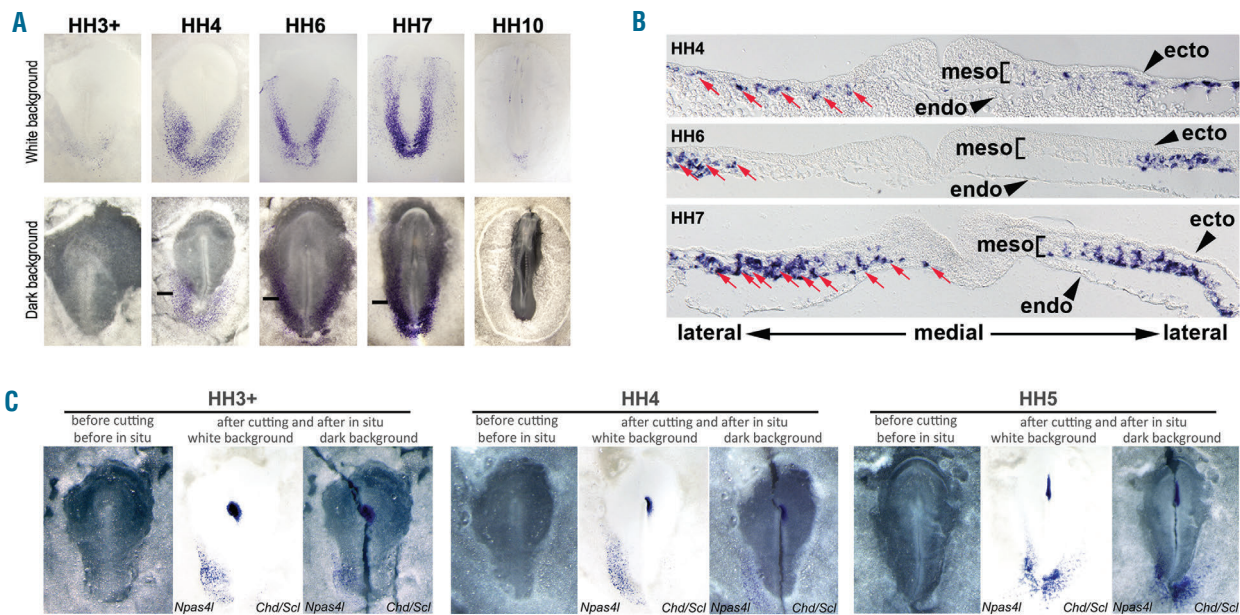 A
HH3+ HH4 HH6 HH7 HH10
White background
Dark background
B
HH4
meso
ecto
endo
HH6
meso
ecto
endo
HH7
meso
ecto
endo
lateral medial lateral
C
HH3+ HH4 HH5
before cutting after cutting and after in situ before cutting after cutting and after in situ before cutting after cutting and after in situ
before in situ white background dark background before in situ white background dark background before in situ white background dark background
Npas4l Chd/Scl Npas4l Chd/Scl Npas4l Chd/Scl Npas4l Chd/Scl Npas4l Chd/Scl Npas4l Chd/Scl